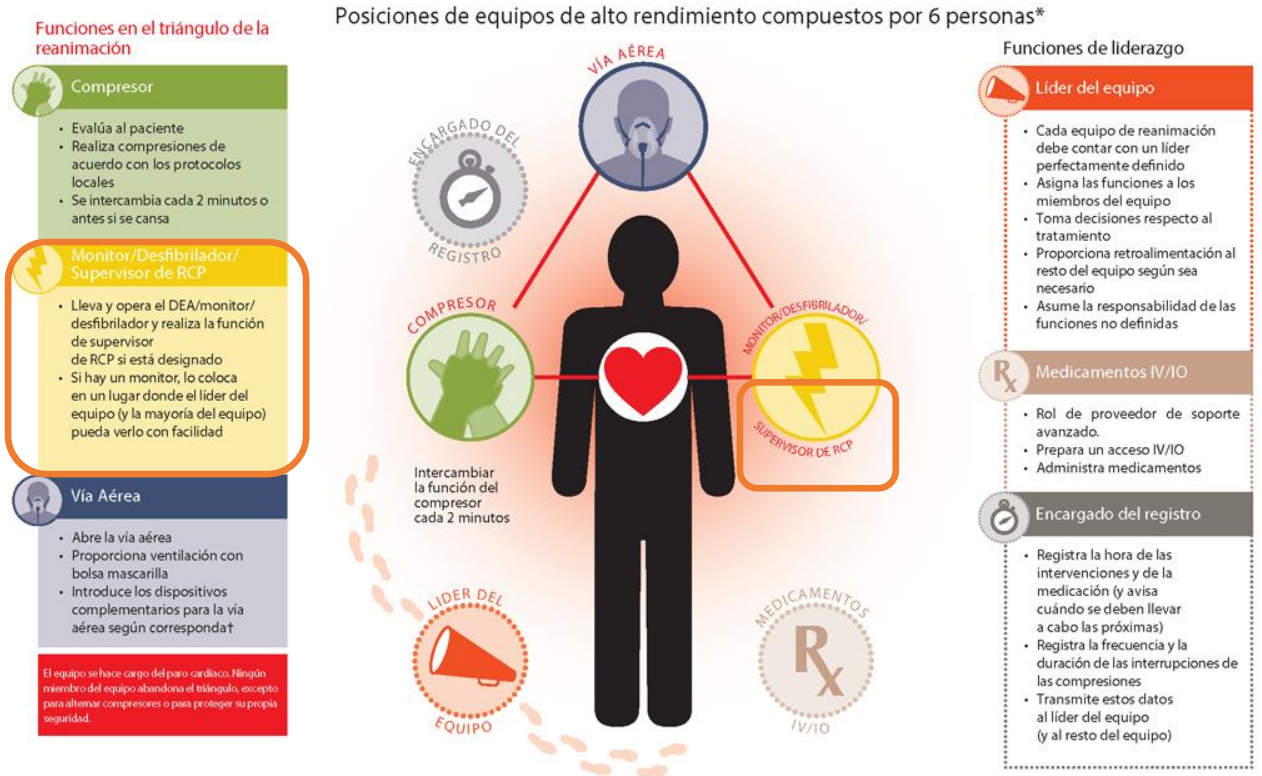 Posiciones de equipos de alto rendimiento compuestos por 6 personas*
Funciones en el triángulo de la
reanimación
Compresor
• Evalúa al paciente
• Realiza compresiones de
acuerdo con los protocolos
locales
• Se intercambia cada 2 minutos o
antes si se cansa
Monitor/Desfibrilador/
Supervisor de RCP
• Lleva y opera el DEA/monitor/
desfibrilador y realiza la función
de supervisor
de RCP si está designado
• Si hay un monitor, lo coloca
en un lugar donde el líder del
equipo (y la mayoría del equipo)
pueda verlo con facilidad
Vía Aérea
• Abre la vía aérea
• Proporciona ventilación con
bolsa mascarilla
• Introduce los dispositivos
complementarios para la vía
aérea según corresponda†
El equipo se hace cargo del paro cardíaco. Ningún
miembro del equipo abandona el triángulo, excepto
para alternar compresores o para proteger su propia
seguridad.
VÍA AÉREA
ENCARGADO DEL
REGISTRO
COMPRESOR
MONITOR/DESFIBRILADOR/
SUPERVISOR DE RCP
Intercambiar
la función del
compresor
cada 2 minutos
LIDER DEL
EQUIPO
MEDICAMENTOS
Rx
IV/IO
Funciones de liderazgo
Líder del equipo
• Cada equipo de reanimación
debe contar con un líder
perfectamente definido
• Asigna las funciones a los
miembros del equipo
• Toma decisiones respecto al
tratamiento
• Proporciona retroalimentación al
resto del equipo según sea
necesario
• Asume la responsabilidad de las
funciones no definidas
Rx
Medicamentos IV/IO
• Rol de proveedor de soporte
avanzado.
• Prepara un acceso IV/IO
• Administra medicamentos
Encargado del registro
• Registra la hora de las
intervenciones y de la
medicación (y avisa
cuándo se deben llevar
a cabo las próximas)
• Registra la frecuencia y la
duración de las interrupciones de
las compresiones
• Transmite estos datos
al líder del equipo
(y al resto del equipo)